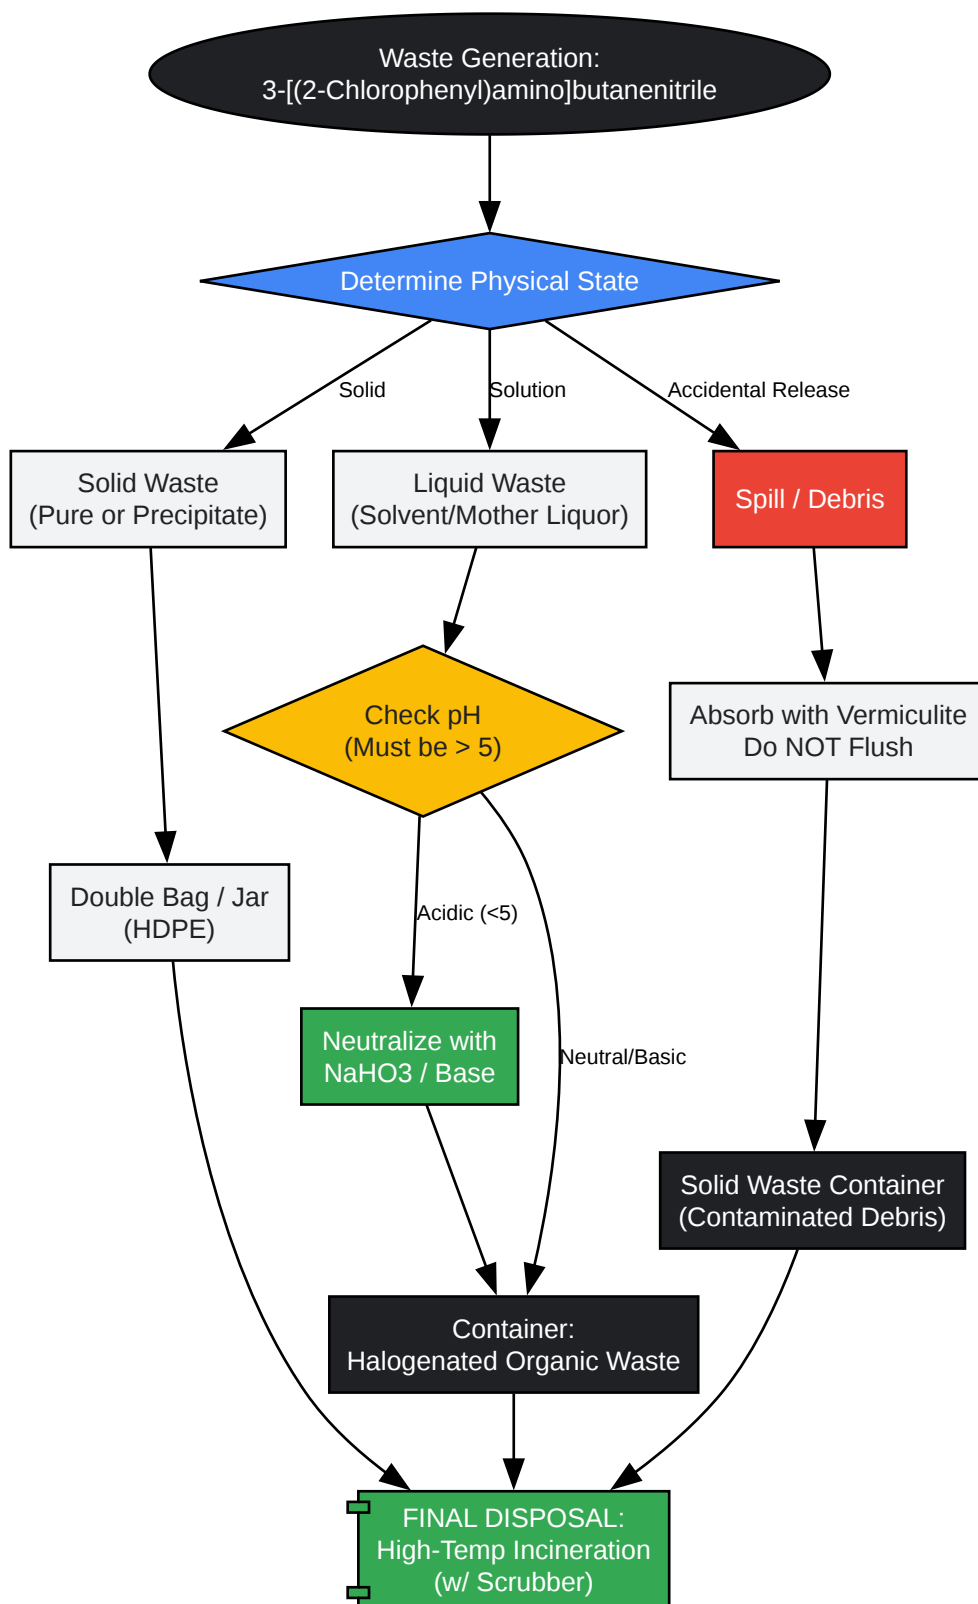 Waste Generation:
3-[(2-Chlorophenyl)amino]butanenitrile
Determine Physical State
Solid
Solution
Accidental Release
Solid Waste
(Pure or Precipitate)
Liquid Waste
(Solvent/Mother Liquor)
Spill / Debris
Check pH
(Must be > 5)
Absorb with Vermiculite
Do NOT Flush
Double Bag / Jar
(HDPE)
Acidic (<5)
Neutralize with
NaHO3 / Base
Neutral/Basic
Solid Waste Container
(Contaminated Debris)
Container:
Halogenated Organic Waste
FINAL DISPOSAL:
High-Temp Incineration
(w/ Scrubber)